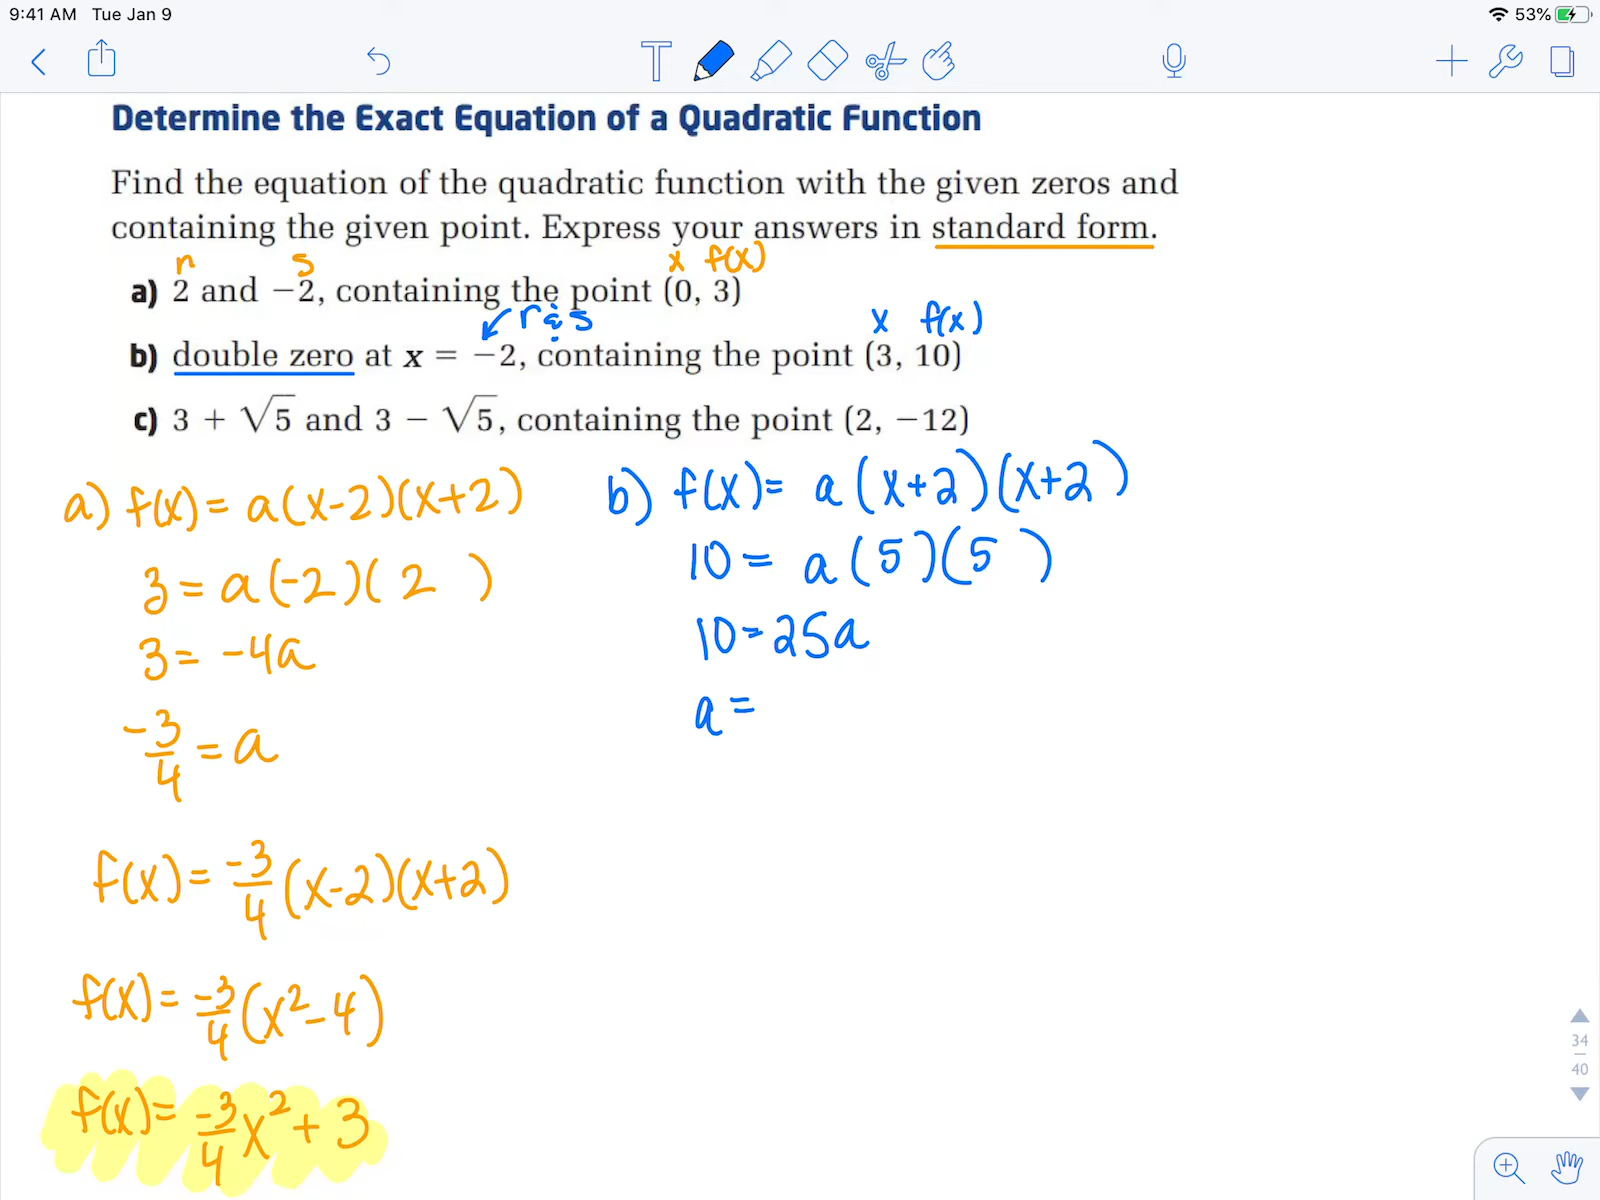 9:41 AM Tue Jan 9
53%
T
Determine the Exact Equation of a Quadratic Function
Find the equation of the quadratic function with the given zeros and
containing the given point. Express your answers in standard form.
r s x f(x)
a) 2 and −2, containing the point (0, 3)
r & s x f(x)
b) double zero at x = −2, containing the point (3, 10)
c) 3 + √5 and 3 − √5, containing the point (2, −12)
a) f(x) = a(x-2)(x+2)
3 = a(-2)(2 )
3 = -4a
-3/4 = a
f(x) = -3/4 (x-2)(x+2)
f(x) = -3/4 (x²-4)
f(x) = -3/4 x² + 3
b) f(x) = a(x+2)(x+2)
10 = a(5)(5 )
10 = 25a
a =
34
40